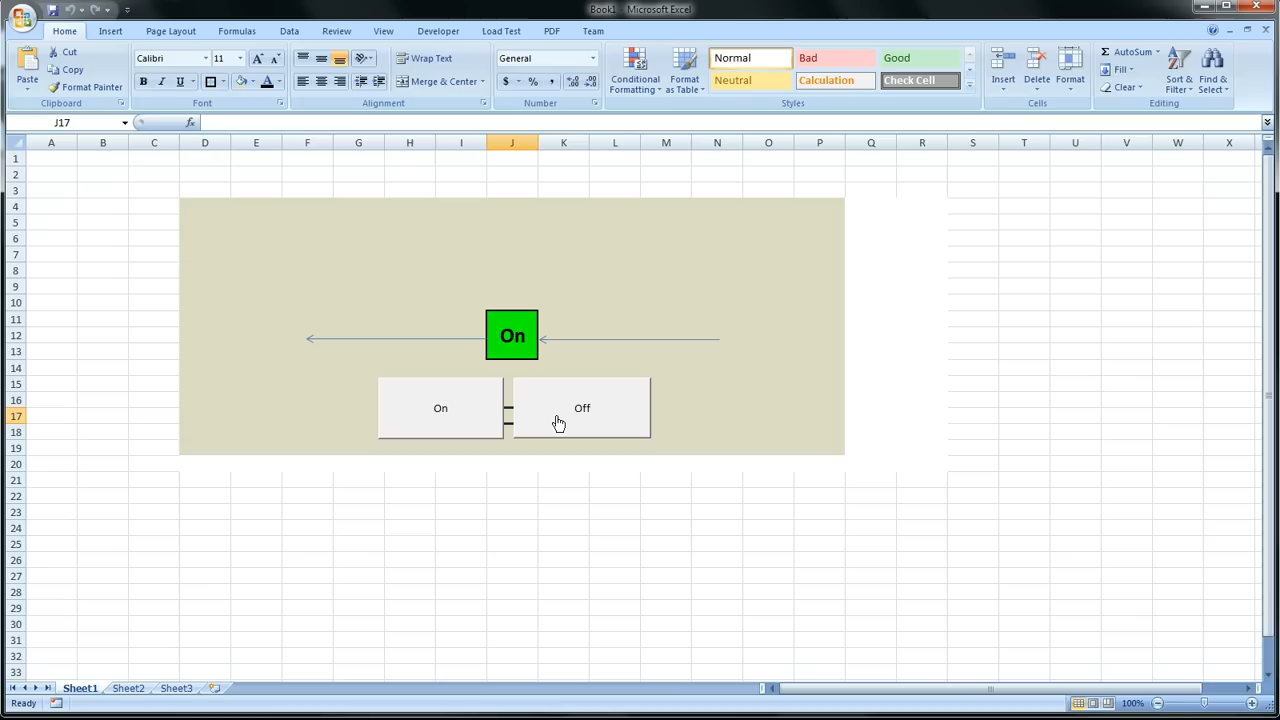 Book1 - Microsoft Excel
Home Insert Page Layout Formulas Data Review View Developer Load Test PDF Team
Paste
Cut
Copy
Format Painter
Clipboard
Calibri 11
B I U
Font
Wrap Text
Merge & Center
Alignment
General
$ % ,
Number
Conditional Formatting
Format as Table
Normal Bad Good
Neutral Calculation Check Cell
Styles
Insert Delete Format
Cells
AutoSum
Fill
Clear
Sort & Filter
Find & Select
Editing
J17 fx
A B C D E F G H I J K L M N O P Q R S T U V W X
1
2
3
4
5
6
7
8
9
10
11
12
13
14
15
16
17
18
19
20
21
22
23
24
25
26
27
28
29
30
31
32
33
On
On Off
Sheet1 Sheet2 Sheet3
Ready 100%